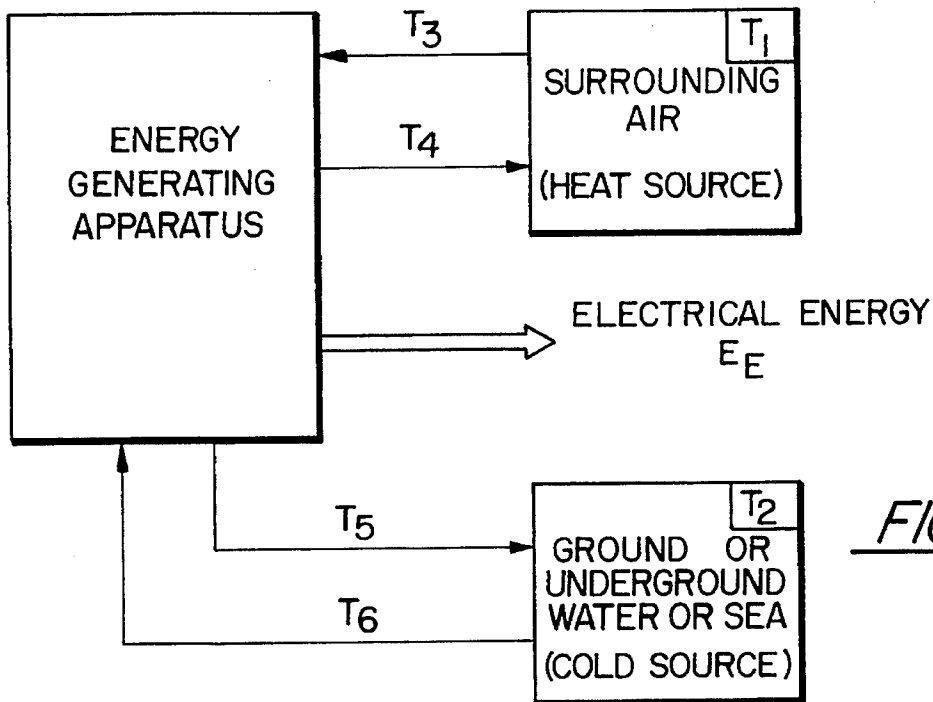 T3
T1
SURROUNDING
AIR
(HEAT SOURCE)
ENERGY
GENERATING
APPARATUS
T4
ELECTRICAL ENERGY
EE
T5
T2
GROUND OR
UNDERGROUND
WATER OR SEA
(COLD SOURCE)
T6